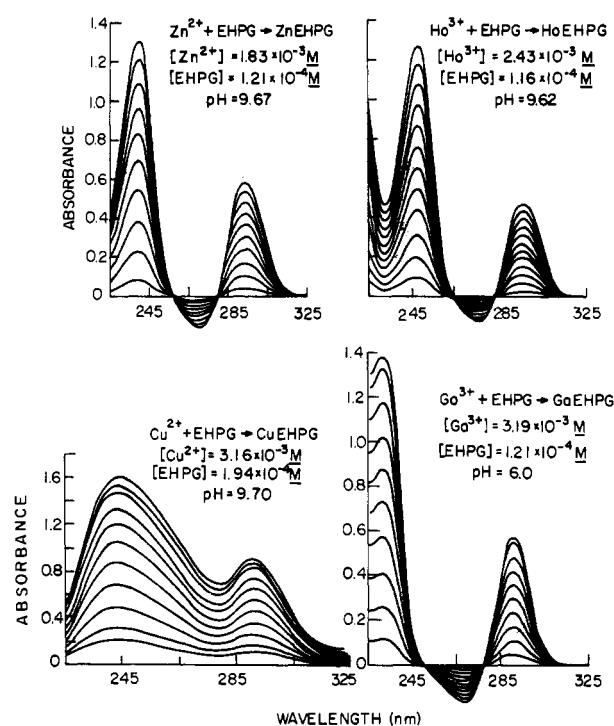 Zn²⁺ + EHPG → ZnEHPG
[Zn²⁺] = 1.83×10⁻³ M
[EHPG] = 1.21×10⁻⁴ M
pH = 9.67
1.4
1.2
1.0
0.8
0.6
0.4
0.2
0
ABSORBANCE
245
285
325
Ho³⁺ + EHPG → HoEHPG
[Ho³⁺] = 2.43×10⁻³ M
[EHPG] = 1.16×10⁻⁴ M
pH = 9.62
245
285
325
Cu²⁺ + EHPG → CuEHPG
[Cu²⁺] = 3.16×10⁻³ M
[EHPG] = 1.94×10⁻⁴ M
pH = 9.70
1.6
1.2
0.4
0
ABSORBANCE
245
285
325
Ga³⁺ + EHPG → GaEHPG
[Ga³⁺] = 3.19×10⁻³ M
[EHPG] = 1.21×10⁻⁴ M
pH = 6.0
1.4
1.2
1.0
0.8
0.6
0.4
0.2
0
245
285
325
WAVELENGTH (nm)